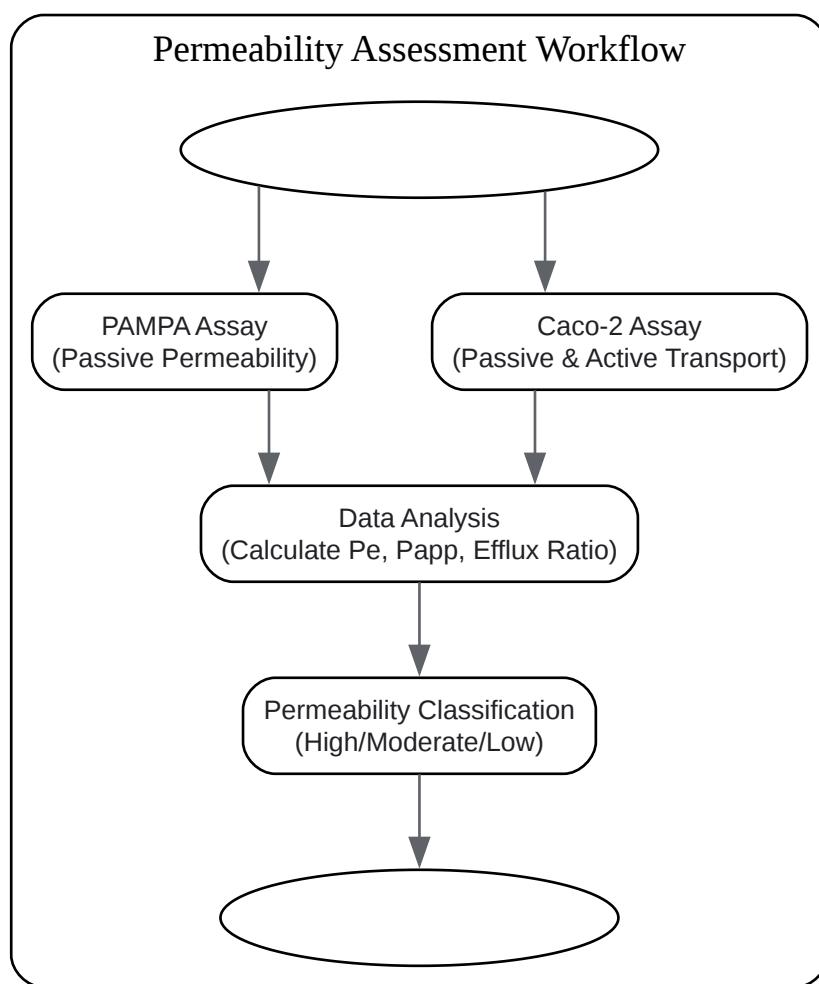 Permeability Assessment Workflow
PAMPA Assay
(Passive Permeability)
Caco-2 Assay
(Passive & Active Transport)
Data Analysis
(Calculate Pe, Papp, Efflux Ratio)
Permeability Classification
(High/Moderate/Low)